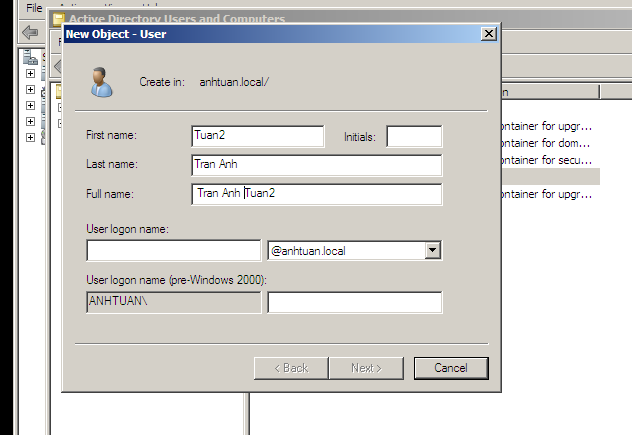 File
Active Directory Users and Computers
New Object - User
Create in: anhtuan.local/
First name: Tuan2 Initials:
Last name: Tran Anh
Full name: Tran Anh Tuan2
User logon name:
@anhtuan.local
User logon name (pre-Windows 2000):
ANHTUAN\
< Back Next > Cancel
ontainer for upgr...
ontainer for dom...
ontainer for secu...
ontainer for upgr...